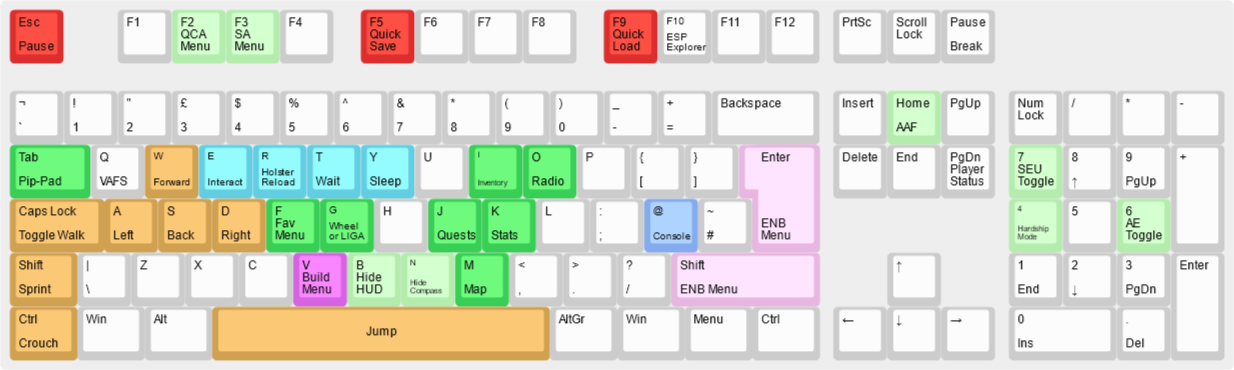 Esc
Pause
F1
F2
QCA
Menu
F3
SA
Menu
F4
F5
Quick
Save
F6
F7
F8
F9
Quick
Load
F10
ESP
Explorer
F11
F12
PrtSc
Scroll
Lock
Pause
Break
¬
`
!
1
"
2
£
3
$
4
%
5
^
6
&
7
*
8
(
9
)
0
_
-
+
=
Backspace
Insert
Home
AAF
PgUp
Num
Lock
/
*
-
Tab
Pip-Pad
Q
VAFS
W
Forward
E
Interact
R
Holster
Reload
T
Wait
Y
Sleep
U
I
Inventory
O
Radio
P
{
[
}
]
Enter
ENB
Menu
Delete
End
PgDn
Player
Status
7
SEU
Toggle
8
↑
9
PgUp
+
Caps Lock
Toggle Walk
A
Left
S
Back
D
Right
F
Fav
Menu
G
Wheel
or LIGA
H
J
Quests
K
Stats
L
:
;
@
Console
~
#
4
Hardship
Mode
5
6
AE
Toggle
Shift
Sprint
|
\
Z
X
C
V
Build
Menu
B
Hide
HUD
N
Hide
Compass
M
Map
<
,
>
.
?
/
Shift
ENB Menu
↑
1
End
2
↓
3
PgDn
Enter
Ctrl
Crouch
Win
Alt
Jump
AltGr
Win
Menu
Ctrl
←
↓
→
0
Ins
.
Del